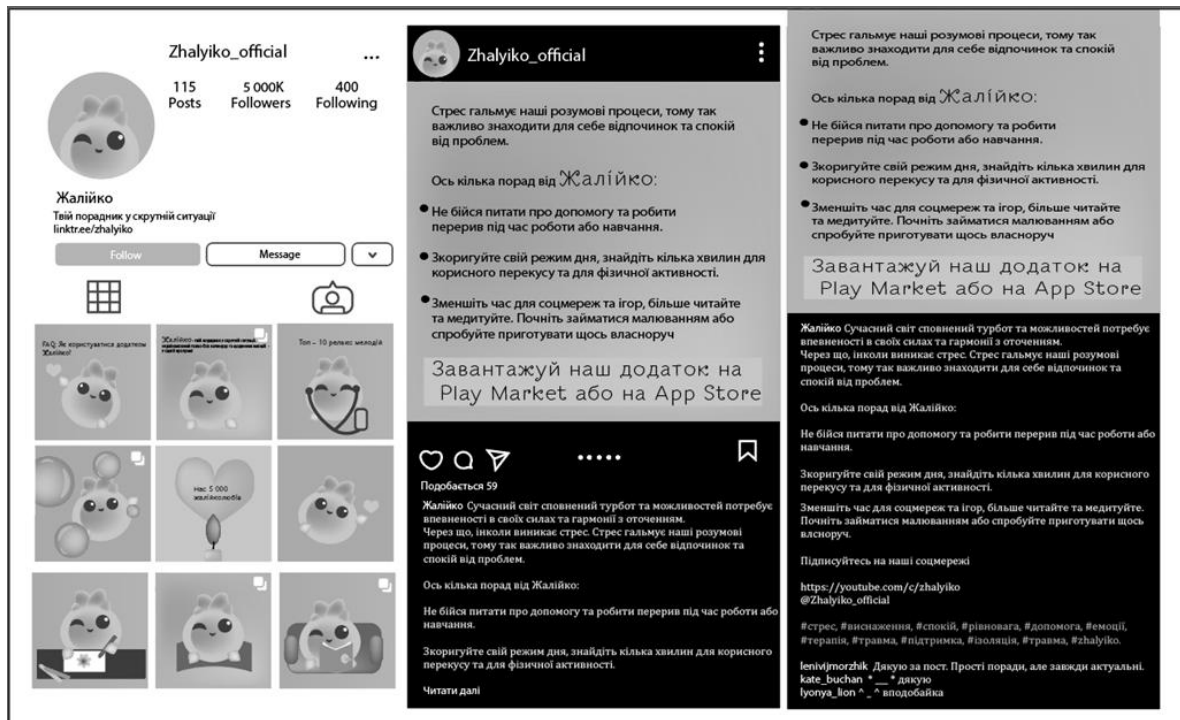 Zhalyiko_official
...
115
Posts
5 000K
Followers
400
Following
Жалійко
Твій порадник у скрутній ситуації
linktr.ee/zhalyiko
Follow
Message
FAQ: Як користуватися додатком
Жалійко?
Топ – 10 релакс мелодій
Нас 5 000
жалійколюбів
Zhalyiko_official
Стрес гальмує наші розумові процеси, тому так
важливо знаходити для себе відпочинок та спокій
від проблем.
Ось кілька порад від Жалійко:
Не бійся питати про допомогу та робити
перерив під час роботи або навчання.
Зкоригуйте свій режим дня, знайдіть кілька хвилин для
корисного перекусу та для фізичної активності.
Зменшіть час для соцмереж та ігор, більше читайте
та медитуйте. Почніть займатися малюванням або
спробуйте приготувати щось власноруч
Завантажуй наш додаток на
Play Market або на App Store
Подобається 59
Жалійко Сучасний світ сповнений турбот та можливостей потребує
впевненості в своїх силах та гармонії з оточенням.
Через що, інколи виникає стрес. Стрес гальмує наші розумові
процеси, тому так важливо знаходити для себе відпочинок та
спокій від проблем.
Ось кілька порад від Жалійко:
Не бійся питати про допомогу та робити перерив під час роботи або
навчання.
Зкоригуйте свій режим дня, знайдіть кілька хвилин для корисного
перекусу та для фізичної активності.
Читати далі
Стрес гальмує наші розумові процеси, тому так
важливо знаходити для себе відпочинок та спокій
від проблем.
Ось кілька порад від Жалійко:
Не бійся питати про допомогу та робити
перерив під час роботи або навчання.
Зкоригуйте свій режим дня, знайдіть кілька хвилин для
корисного перекусу та для фізичної активності.
Зменшіть час для соцмереж та ігор, більше читайте
та медитуйте. Почніть займатися малюванням або
спробуйте приготувати щось власноруч
Завантажуй наш додаток на
Play Market або на App Store
Жалійко Сучасний світ сповнений турбот та можливостей потребує
впевненості в своїх силах та гармонії з оточенням.
Через що, інколи виникає стрес. Стрес гальмує наші розумові
процеси, тому так важливо знаходити для себе відпочинок та
спокій від проблем.
Ось кілька порад від Жалійко:
Не бійся питати про допомогу та робити перерив під час роботи або
навчання.
Зкоригуйте свій режим дня, знайдіть кілька хвилин для корисного
перекусу та для фізичної активності.
Зменшіть час для соцмереж та ігор, більше читайте та медитуйте.
Почніть займатися малюванням або спробуйте приготувати щось
влсноруч.
Підписуйтесь на наші соцмережі
https://youtube.com/c/zhalyiko
@Zhalyiko_official
#стрес, #виснаження, #спокій, #рівновага, #допомога, #емоції,
#терапія, #травма, #підтримка, #ізоляція, #травма, #zhalyiko.
lenivijmorzhik Дякую за пост. Прості поради, але завжди актуальні.
kate_buchan * __ * дякую
lyonya_lion ^ _ ^ вподобайка